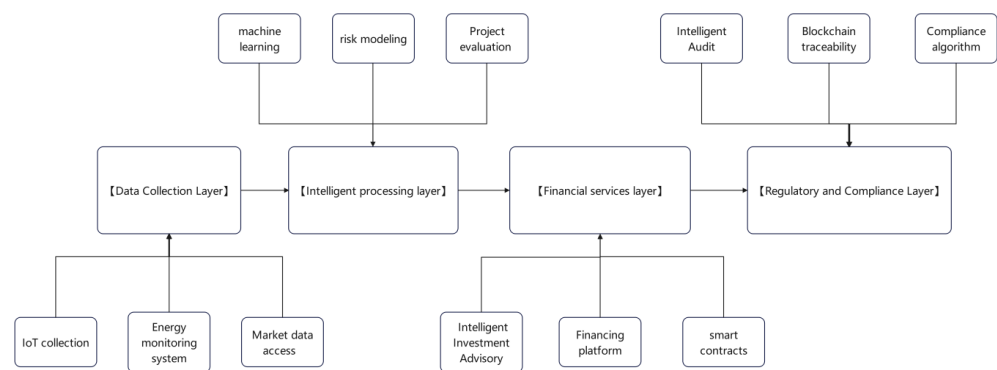 machine
learning
risk modeling
Project
evaluation
Intelligent
Audit
Blockchain
traceability
Compliance
algorithm
【Data Collection Layer】
【Intelligent processing layer】
【Financial services layer】
【Regulatory and Compliance Layer】
IoT collection
Energy
monitoring
system
Market data
access
Intelligent
Investment
Advisory
Financing
platform
smart
contracts